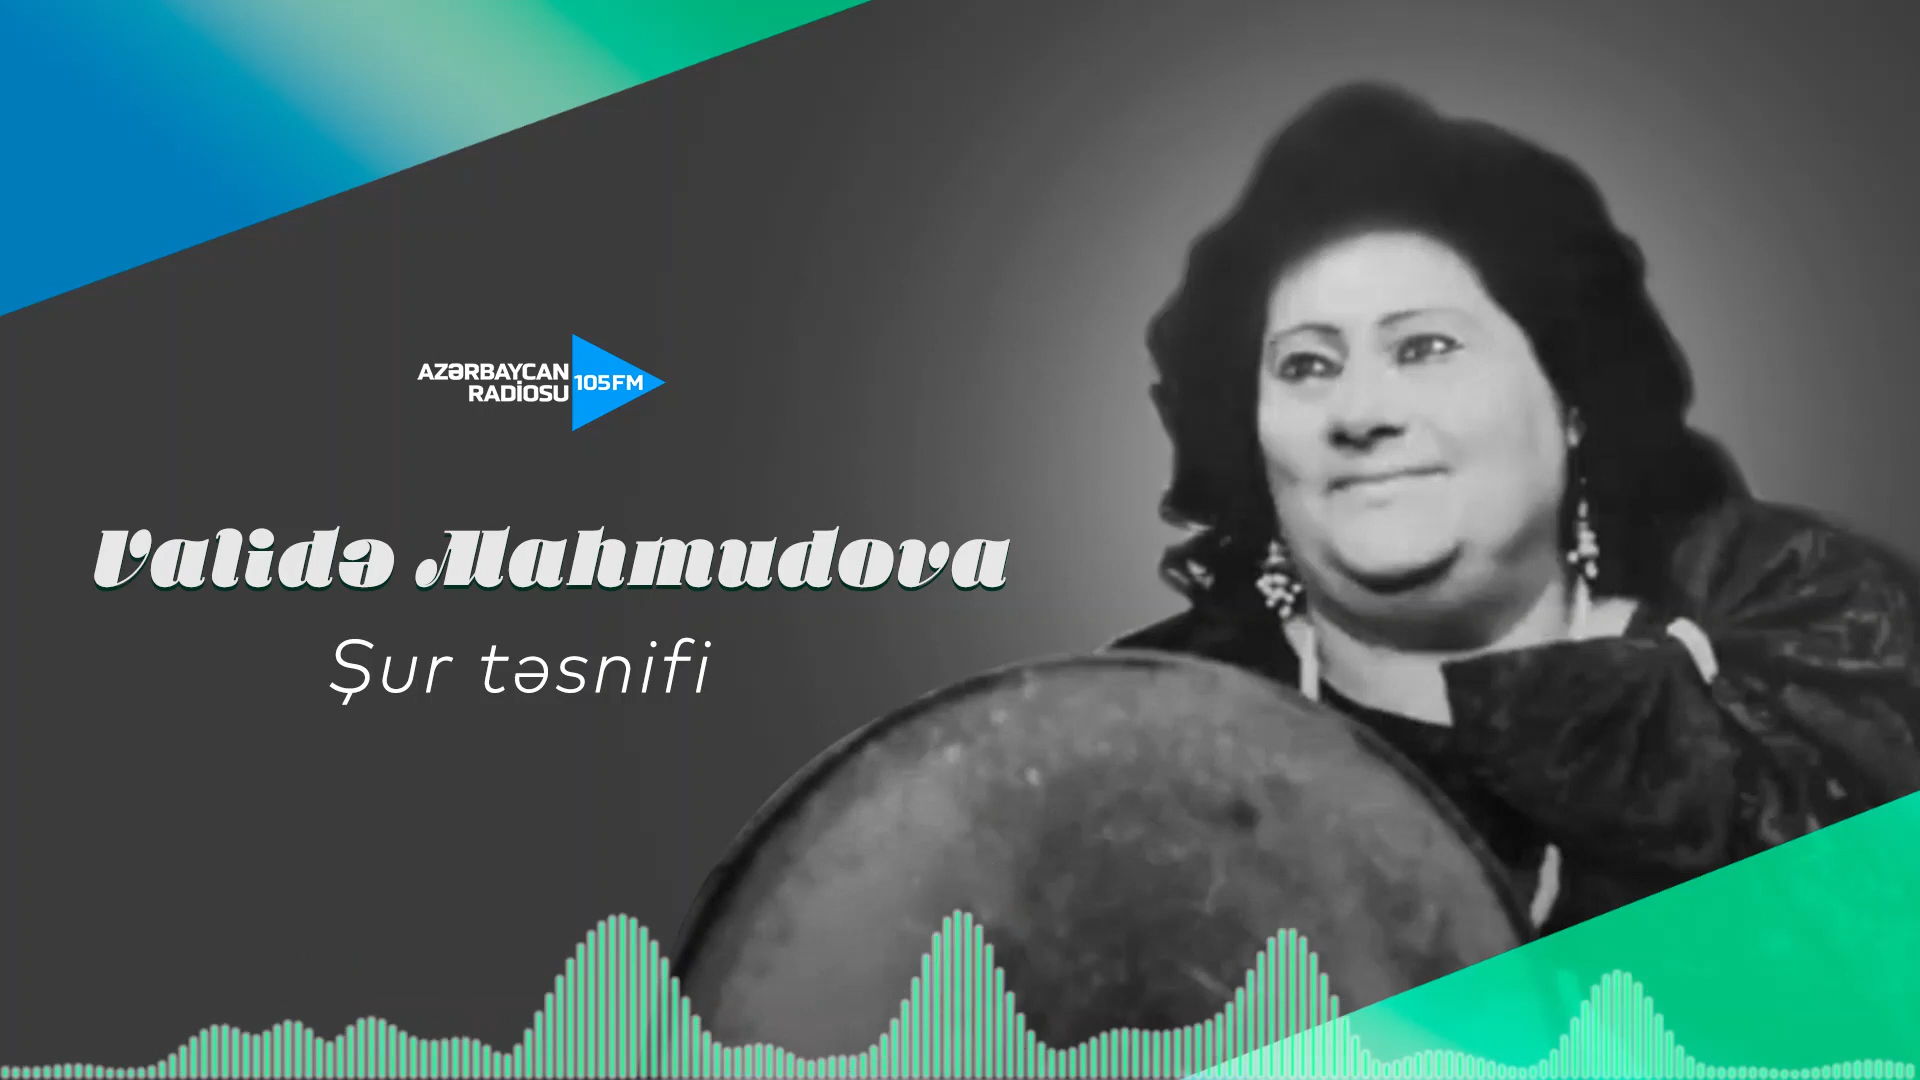 AZƏRBAYCAN
RADİOSU
105FM
Validə Mahmudova
Şur təsnifi